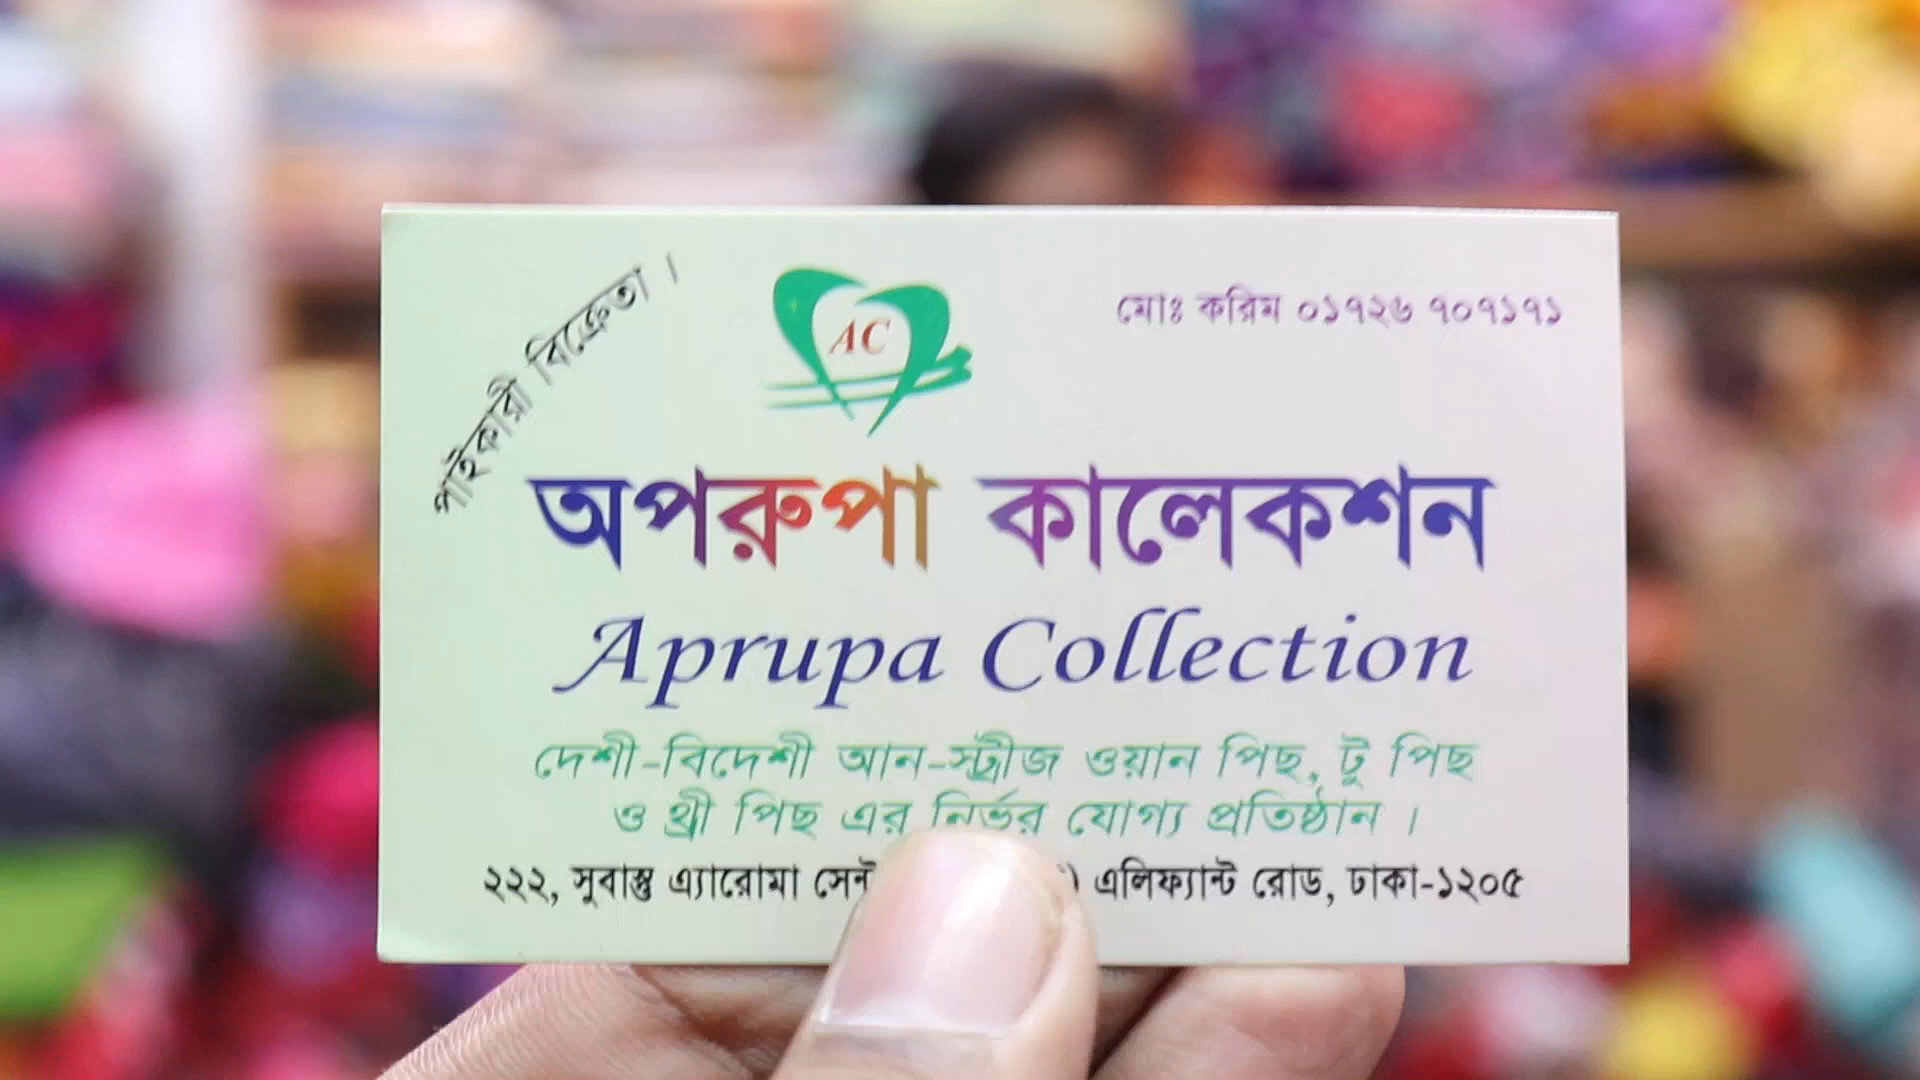 পাইকারী বিক্রেতা ।
AC
মোঃ করিম ০১৭২৬ ৭০৭১৭১
অপরুপা কালেকশন
Aprupa Collection
দেশী-বিদেশী আন-স্ট্রীজ ওয়ান পিছ, টু পিছ
ও থ্রী পিছ এর নির্ভর যোগ্য প্রতিষ্ঠান ।
২২২, সুবাস্তু এ্যারোমা ) এলিফ্যান্ট রোড, ঢাকা-১২০৫